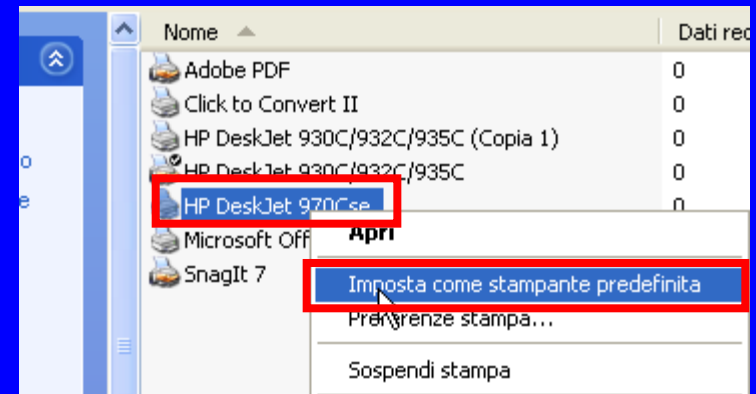 Nome Dati rec
Adobe PDF 0
Click to Convert II 0
HP DeskJet 930C/932C/935C (Copia 1) 0
HP DeskJet 930C/932C/935C 0
HP DeskJet 970Cse 0
Microsoft Off
Apri
SnagIt 7
Imposta come stampante predefinita
Preferenze stampa...
Sospendi stampa
o
e